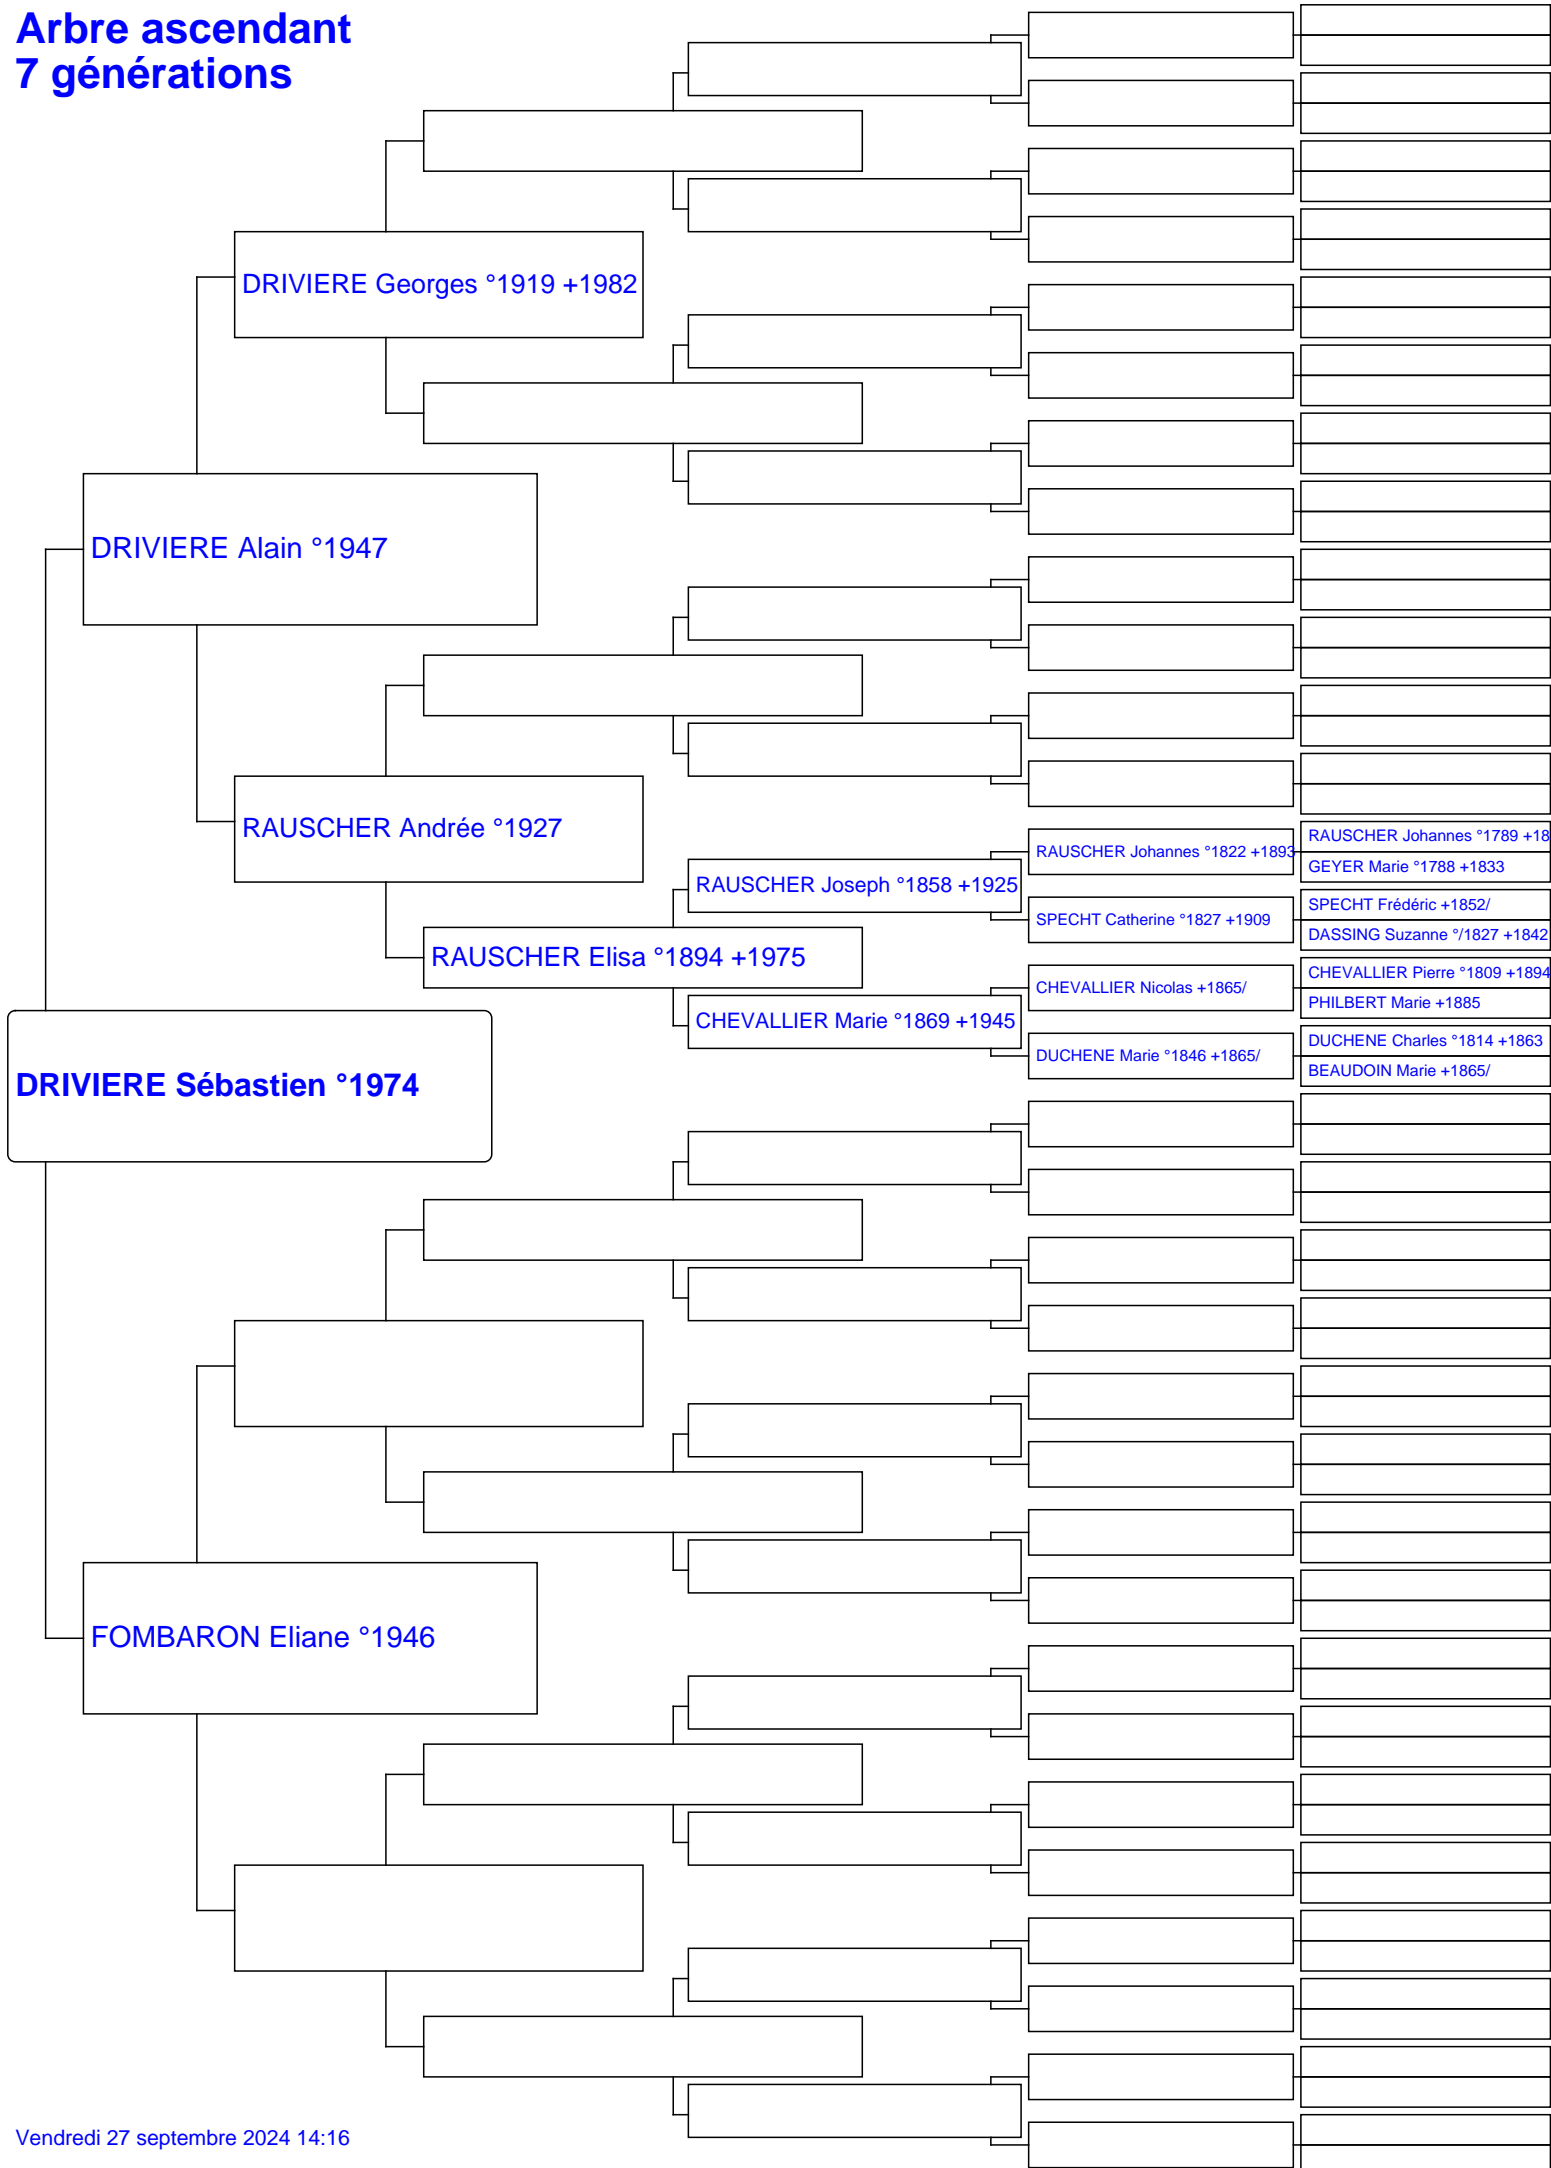 Arbre ascendant
7 générations
DRIVIERE Georges °1919 +1982
DRIVIERE Alain °1947
RAUSCHER Andrée °1927
RAUSCHER Johannes °1822 +1893
RAUSCHER Johannes °1789 +18
GEYER Marie °1788 +1833
RAUSCHER Joseph °1858 +1925
SPECHT Catherine °1827 +1909
SPECHT Frédéric +1852/
DASSING Suzanne °/1827 +1842
RAUSCHER Elisa °1894 +1975
CHEVALLIER Nicolas +1865/
CHEVALLIER Pierre °1809 +1894
PHILBERT Marie +1885
CHEVALLIER Marie °1869 +1945
DUCHENE Marie °1846 +1865/
DUCHENE Charles °1814 +1863
BEAUDOIN Marie +1865/
DRIVIERE Sébastien °1974
FOMBARON Eliane °1946
Vendredi 27 septembre 2024 14:16